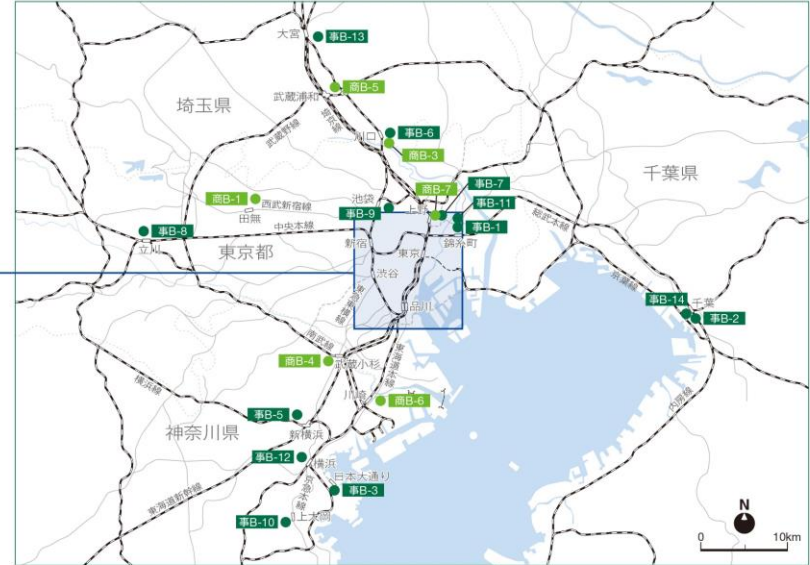 大宮
事B-13
商B-5
武蔵浦和
埼玉県
武蔵野線
埼京線
川口
事B-6
商B-3
千葉県
商B-7
事B-7
商B-1
西武新宿線
田無
池袋
上野
事B-9
事B-11
事B-1
総武本線
事B-8
中央本線
立川
東京都
新宿
東京
錦糸町
渋谷
京葉線
東急東横線
品川
千葉
事B-14
事B-2
南武線
東海道本線
商B-4
武蔵小杉
横浜線
川崎
商B-6
内房線
事B-5
神奈川県
新横浜
事B-12
横浜
日本大通り
東海道新幹線
京急本線
事B-3
事B-10
上大岡
N
0
10km